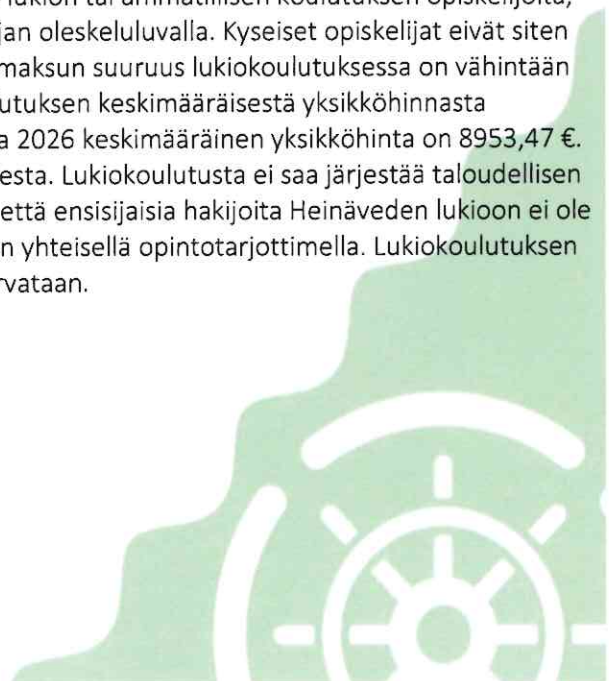 lukion tai ammatillisen koulutuksen opiskelijoita,
jan oleskeluluvalla. Kyseiset opiskelijat eivät siten
maksun suuruus lukiokoulutuksessa on vähintään
utuksen keskimääräisestä yksikköhinnasta
a 2026 keskimääräinen yksikköhinta on 8953,47 €.
esta. Lukiokoulutusta ei saa järjestää taloudellisen
että ensisijaisia hakijoita Heinäveden lukioon ei ole
n yhteisellä opintotarjottimella. Lukiokoulutuksen
rvataan.